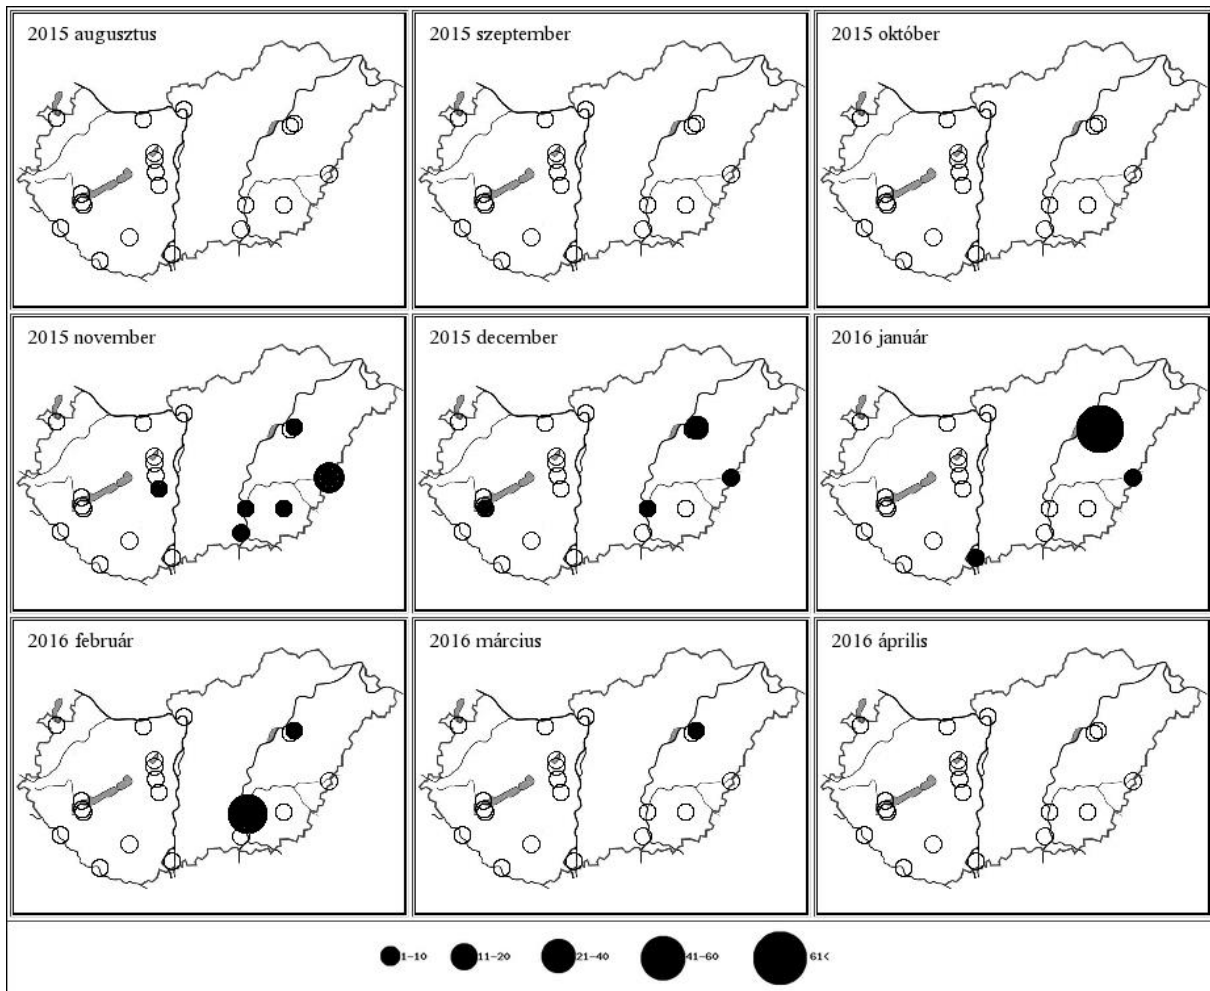 2015 augusztus
2015 szeptember
2015 október
2015 november
2015 december
2016 január
2016 február
2016 március
2016 április
1-10 11-20 21-40 41-60 61<